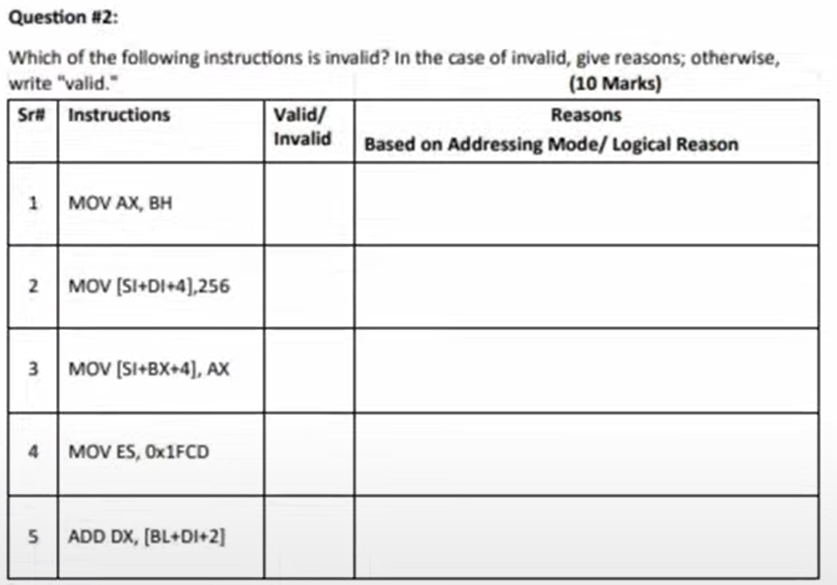 Question #2:
Which of the following instructions is invalid? In the case of invalid, give reasons; otherwise,
write "valid." (10 Marks)
Sr# Instructions Valid/ Invalid Reasons
Based on Addressing Mode/ Logical Reason
1 MOV AX, BH
2 MOV [SI+DI+4],256
3 MOV [SI+BX+4], AX
4 MOV ES, 0x1FCD
5 ADD DX, [BL+DI+2]